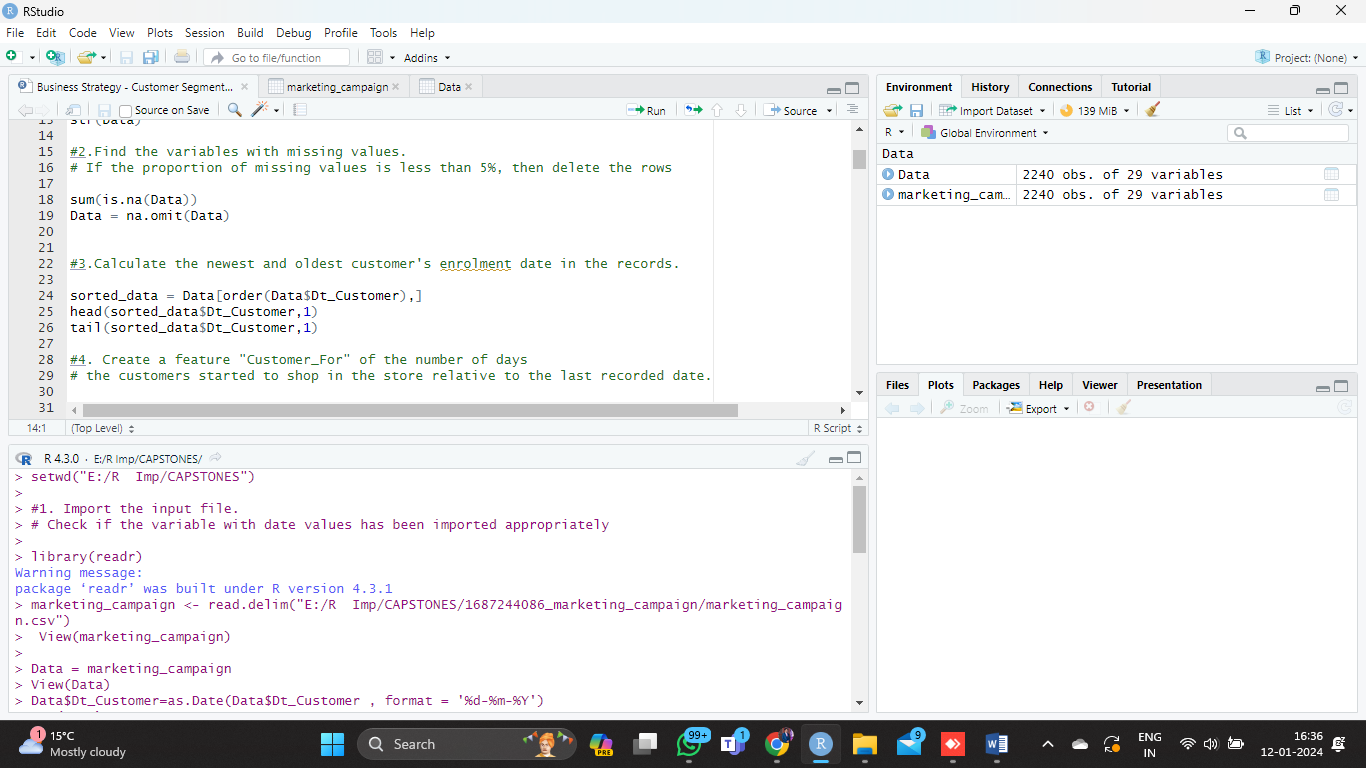 RStudio
File Edit Code View Plots Session Build Debug Profile Tools Help
Go to file/function Addins Project: (None)
Business Strategy - Customer Segment... marketing_campaign Data
Source on Save Run Source
13 str(Data)
14
15 #2.Find the variables with missing values.
16 # If the proportion of missing values is less than 5%, then delete the rows
17
18 sum(is.na(Data))
19 Data = na.omit(Data)
20
21
22 #3.Calculate the newest and oldest customer's enrolment date in the records.
23
24 sorted_data = Data[order(Data$Dt_Customer),]
25 head(sorted_data$Dt_Customer,1)
26 tail(sorted_data$Dt_Customer,1)
27
28 #4. Create a feature "Customer_For" of the number of days
29 # the customers started to shop in the store relative to the last recorded date.
30
31
14:1 (Top Level) R Script
R 4.3.0 · E:/R Imp/CAPSTONES/
> setwd("E:/R  Imp/CAPSTONES")
>
> #1. Import the input file.
> # Check if the variable with date values has been imported appropriately
>
> library(readr)
Warning message:
package ‘readr’ was built under R version 4.3.1
> marketing_campaign <- read.delim("E:/R  Imp/CAPSTONES/1687244086_marketing_campaign/marketing_campaig
n.csv")
>  View(marketing_campaign)
>
> Data = marketing_campaign
> View(Data)
> Data$Dt_Customer=as.Date(Data$Dt_Customer , format = '%d-%m-%Y')
Environment History Connections Tutorial
Import Dataset 139 MiB List
R Global Environment
Data
Data 2240 obs. of 29 variables
marketing_cam… 2240 obs. of 29 variables
Files Plots Packages Help Viewer Presentation
Zoom Export
1 15°C
Mostly cloudy
Search
PRE
99+
1
9
ENG
IN
16:36
12-01-2024